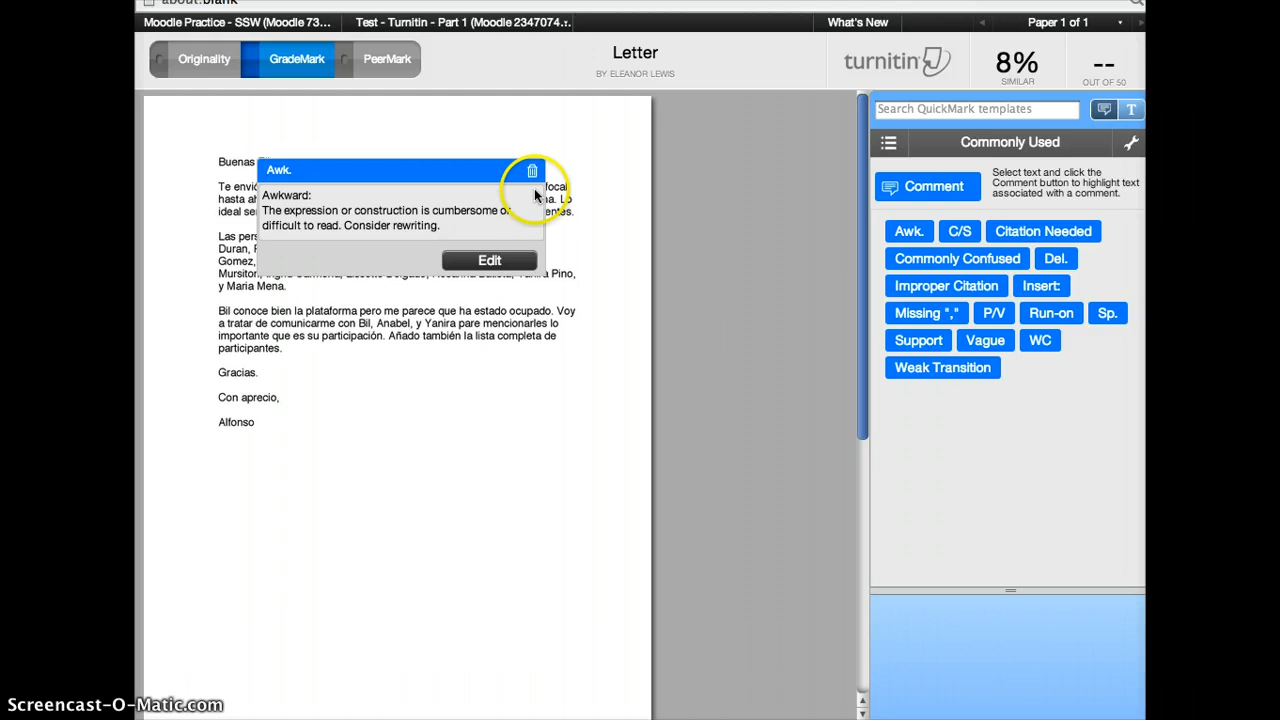 about:blank
Moodle Practice - SSW (Moodle 73... Test - Turnitin - Part 1 (Moodle 2347074... What's New Paper 1 of 1
Originality GradeMark PeerMark
Letter
BY ELEANOR LEWIS
turnitin
8%
SIMILAR
--
OUT OF 50
Search QuickMark templates T
Commonly Used
Comment
Select text and click the
Comment button to highlight text
associated with a comment.
Awk. C/S Citation Needed
Commonly Confused Del.
Improper Citation Insert:
Missing "," P/V Run-on Sp.
Support Vague WC
Weak Transition
Buenas
Awk.
Awkward:
The expression or construction is cumbersome or
difficult to read. Consider rewriting.
Edit
Te envió focal
hasta Lo
ideal
Las
Duran,
Gomez,
y Maria Mena.
Bil conoce bien la plataforma pero me parece que ha estado ocupado. Voy
a tratar de comunicarme con Bil, Anabel, y Yanira pare mencionarles lo
importante que es su participación. Añado también la lista completa de
participantes.
Gracias.
Con aprecio,
Alfonso
Screencast-O-Matic.com